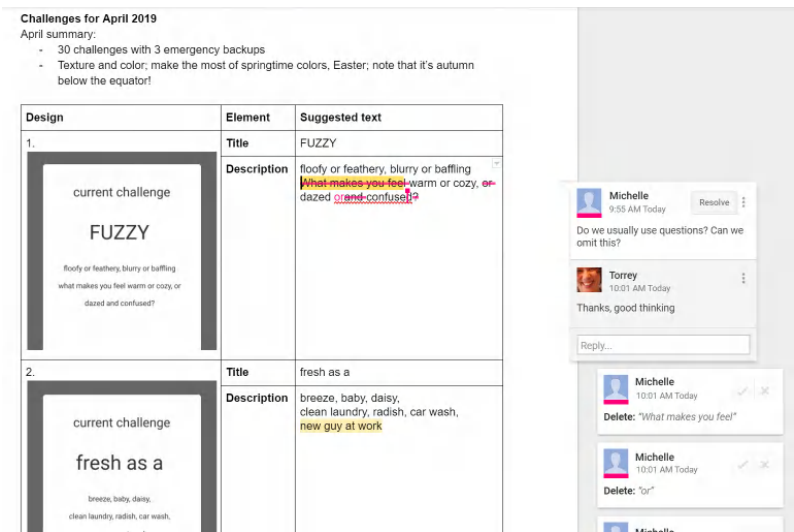 Challenges for April 2019
April summary:
- 30 challenges with 3 emergency backups
- Texture and color; make the most of springtime colors, Easter; note that it's autumn
below the equator!
Design Element Suggested text
1. Title FUZZY
current challenge
FUZZY
floofy or feathery, blurry or baffling
what makes you feel warm or cozy, or
dazed and confused?
Description floofy or feathery, blurry or baffling
What makes you feel warm or cozy, or
dazed orand confused?
2. Title fresh as a
current challenge
fresh as a
breeze, baby, daisy,
clean laundry, radish, car wash,
Description breeze, baby, daisy,
clean laundry, radish, car wash,
new guy at work
Michelle
9:55 AM Today
Resolve
Do we usually use questions? Can we
omit this?
Torrey
10:01 AM Today
Thanks, good thinking
Reply...
Michelle
10:01 AM Today
Delete: "What makes you feel"
Michelle
10:01 AM Today
Delete: "or"
Michelle